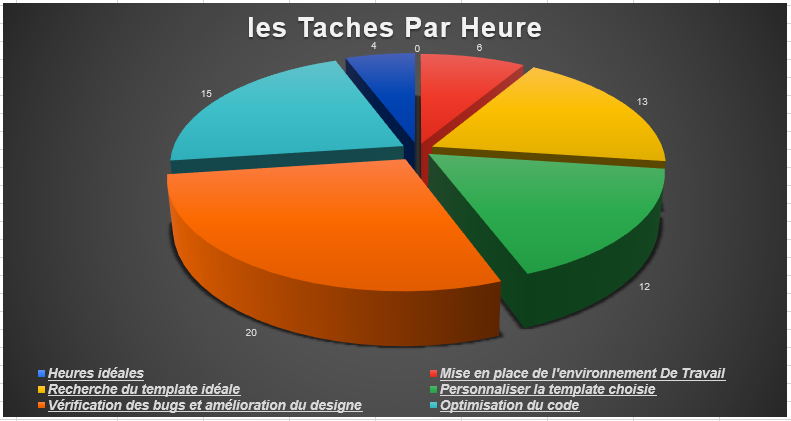 les Taches Par Heure
4 0 6
15 13
12
20
Heures idéales Mise en place de l'environnement De Travail
Recherche du template idéale Personnaliser la template choisie
Vérification des bugs et amélioration du designe Optimisation du code